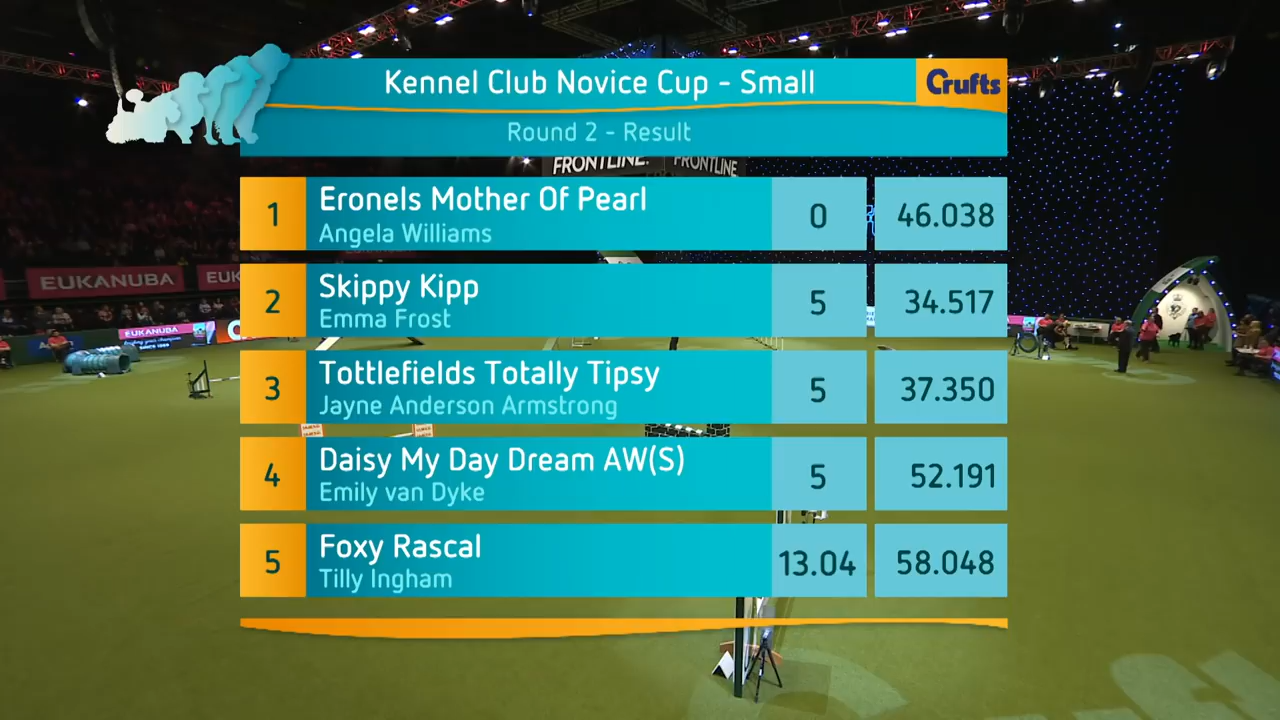 Kennel Club Novice Cup - Small
Crufts
Round 2 - Result
FRONTLINE
FRONTLINE
1
Eronels Mother Of Pearl
Angela Williams
0
46.038
2
Skippy Kipp
Emma Frost
5
34.517
3
Tottlefields Totally Tipsy
Jayne Anderson Armstrong
5
37.350
4
Daisy My Day Dream AW(S)
Emily van Dyke
5
52.191
5
Foxy Rascal
Tilly Ingham
13.04
58.048
EUKANUBA
EUK
EUKANUBA